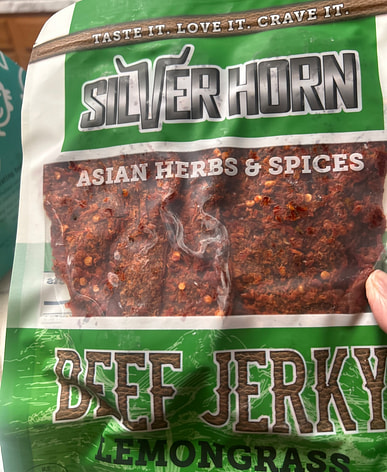 TASTE IT. LOVE IT. CRAVE IT.
SILVER HORN
ASIAN HERBS & SPICES
BEEF JERKY
LEMONGRASS